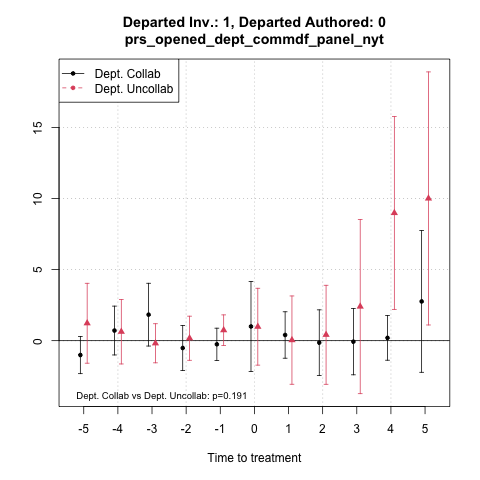 Departed Inv.: 1, Departed Authored: 0
prs_opened_dept_commdf_panel_nyt
Dept. Collab
Dept. Uncollab
15
10
5
0
Dept. Collab vs Dept. Uncollab: p=0.191
-5 -4 -3 -2 -1 0 1 2 3 4 5
Time to treatment